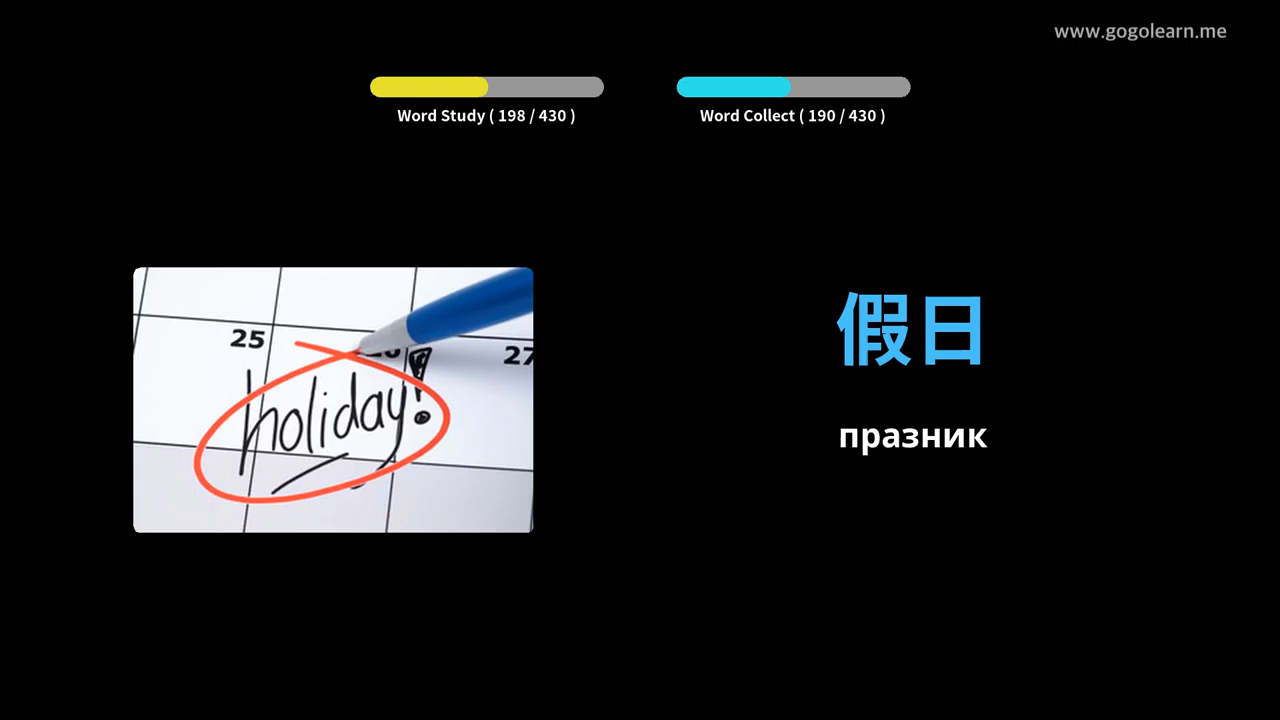 www.gogolearn.me
Word Study ( 198 / 430 )
Word Collect ( 190 / 430 )
25
27
holiday!
假日
празник